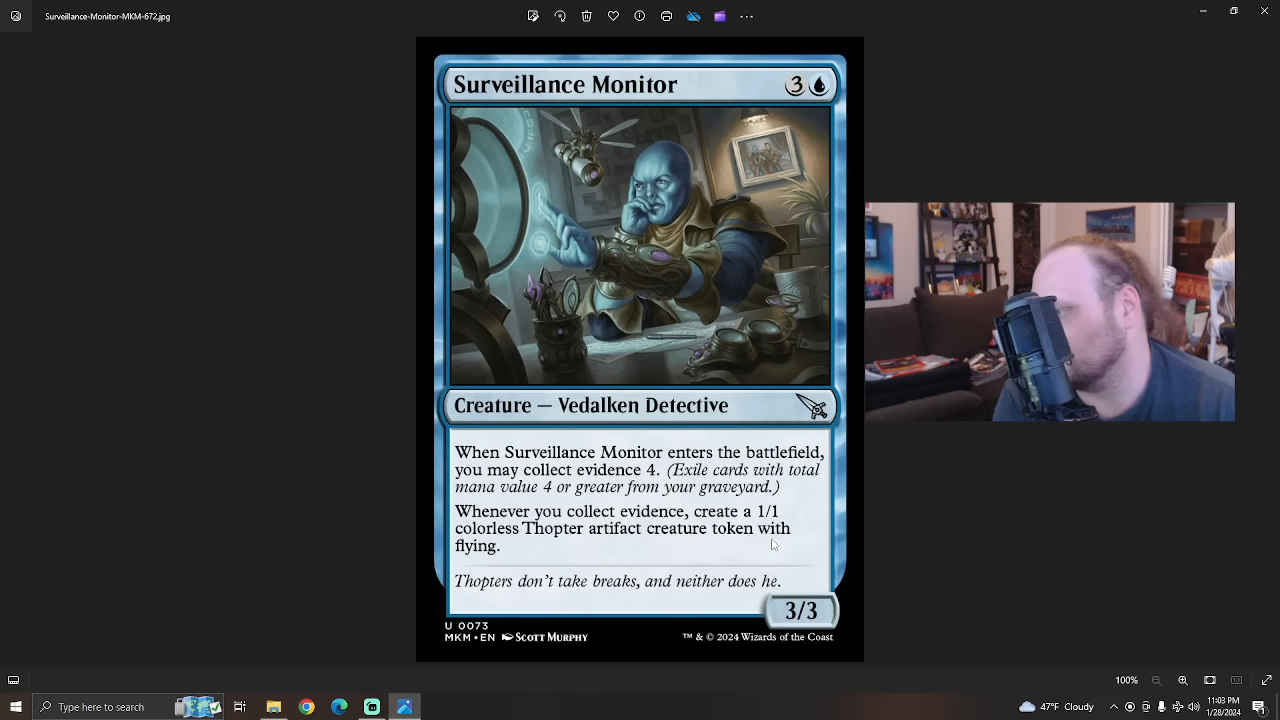 Surveillance-Monitor-MKM-672.jpg
Surveillance Monitor 3
Creature — Vedalken Detective
When Surveillance Monitor enters the battlefield,
you may collect evidence 4. (Exile cards with total
mana value 4 or greater from your graveyard.)
Whenever you collect evidence, create a 1/1
colorless Thopter artifact creature token with
flying.
Thopters don't take breaks, and neither does he.
3/3
U 0073
MKM • EN SCOTT MURPHY ™ & © 2024 Wizards of the Coast
100%
Type here to search
47°F Cloudy
11:03 PM
1/28/2024